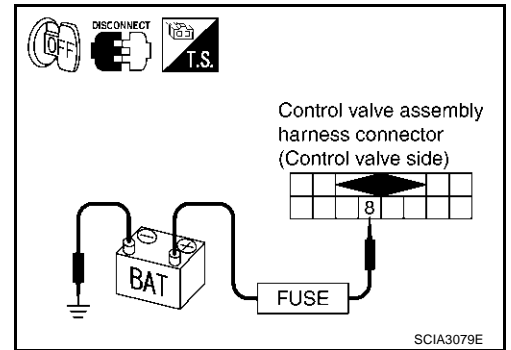 OFF
DISCONNECT
T.S.
Control valve assembly
harness connector
(Control valve side)
8
BAT
FUSE
SCIA3079E